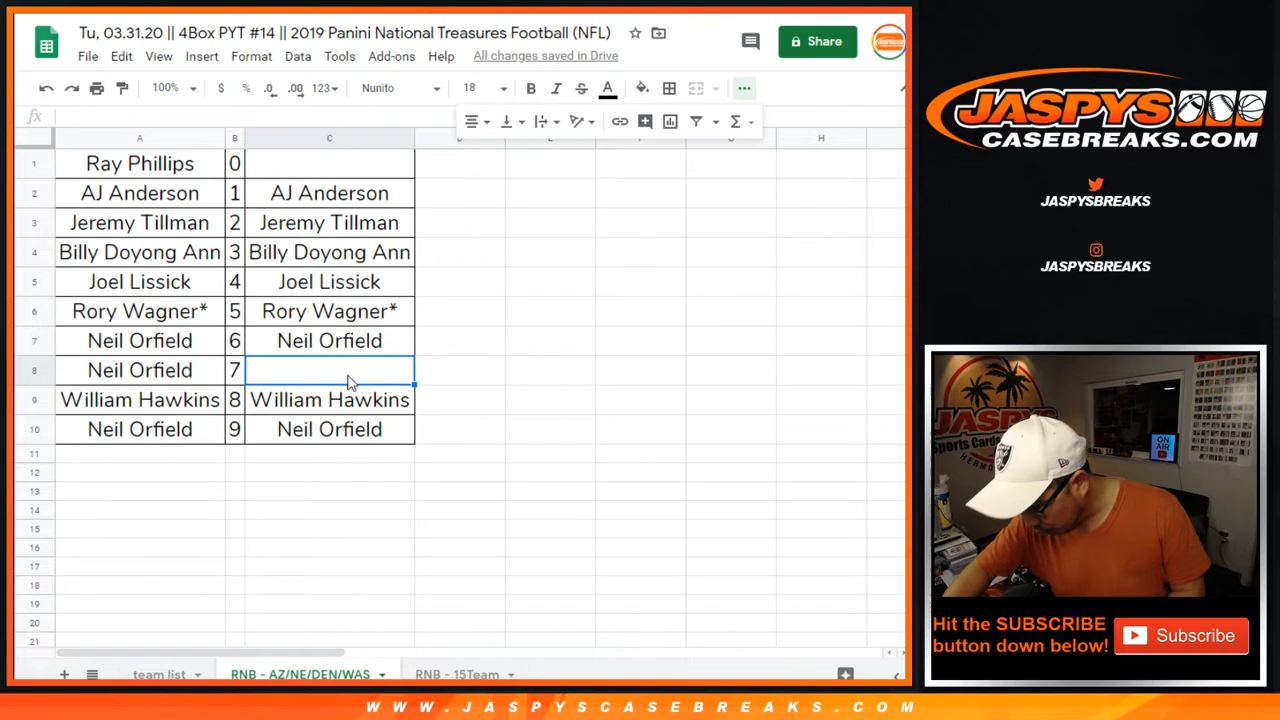 Tu, 03.31.20 || 4Box PYT #14 || 2019 Panini National Treasures Football (NFL)
File Edit View Insert Format Data Tools Add-ons Help All changes saved in Drive
Share
100% $ % .0 .00 123 Nunito 18 B I S A
fx
A B C D E F G H
1 Ray Phillips 0
2 AJ Anderson 1 AJ Anderson
3 Jeremy Tillman 2 Jeremy Tillman
4 Billy Doyong Ann 3 Billy Doyong Ann
5 Joel Lissick 4 Joel Lissick
6 Rory Wagner* 5 Rory Wagner*
7 Neil Orfield 6 Neil Orfield
8 Neil Orfield 7
9 William Hawkins 8 William Hawkins
10 Neil Orfield 9 Neil Orfield
11
12
13
14
15
16
17
18
19
20
21
team list RNB - AZ/NE/DEN/WAS RNB - 15Team
JASPYS
CASEBREAKS.COM
JASPYSBREAKS
JASPYSBREAKS
JASPYS
Sports Cards
HERMO
ON
AIR
Hit the SUBSCRIBE
button down below!
Subscribe
WWW.JASPYSCASEBREAKS.COM